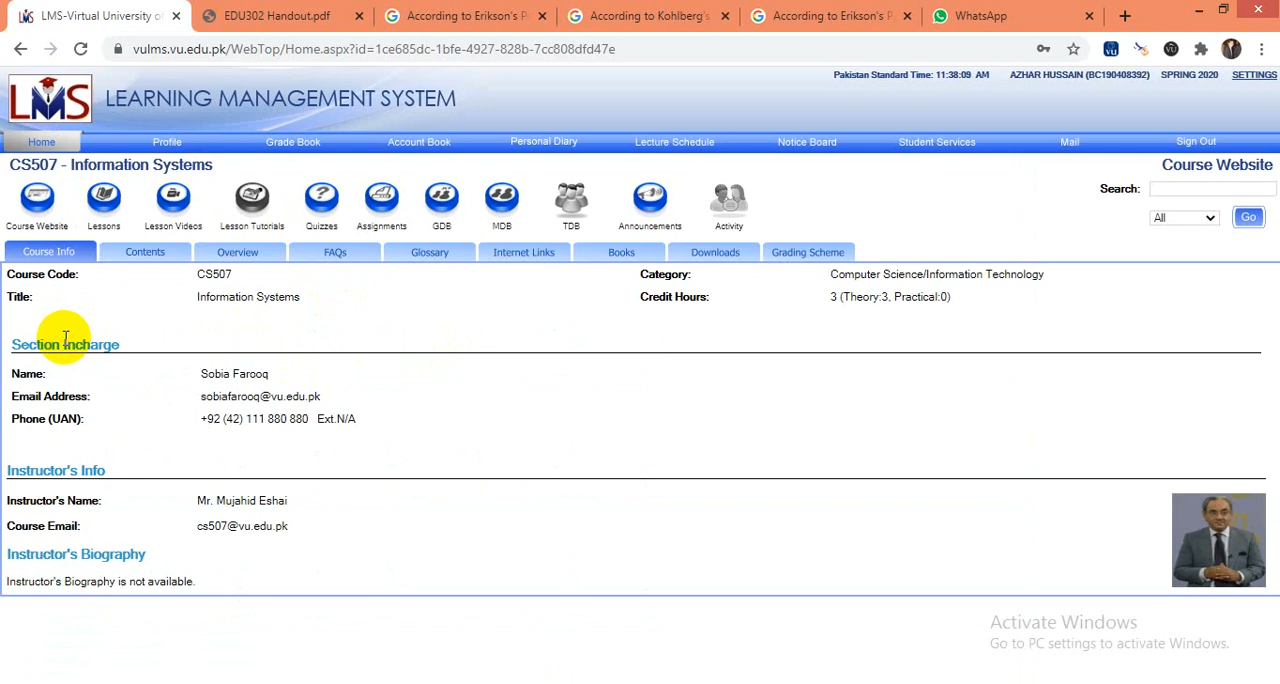 LMS-Virtual University of
EDU302 Handout.pdf
According to Erikson's P
According to Kohlberg's
According to Erikson's P
WhatsApp
vulms.vu.edu.pk/WebTop/Home.aspx?id=1ce685dc-1bfe-4927-828b-7cc808dfd47e
Pakistan Standard Time: 11:38:09 AM AZHAR HUSSAIN (BC190408392) SPRING 2020 SETTINGS
LMS LEARNING MANAGEMENT SYSTEM
Home Profile Grade Book Account Book Personal Diary Lecture Schedule Notice Board Student Services Mail Sign Out
CS507 - Information Systems Course Website
Search:
Course Website Lessons Lesson Videos Lesson Tutorials Quizzes Assignments GDB MDB TDB Announcements Activity
All Go
Course Info Contents Overview FAQs Glossary Internet Links Books Downloads Grading Scheme
Course Code: CS507 Category: Computer Science/Information Technology
Title: Information Systems Credit Hours: 3 (Theory:3, Practical:0)
Section Incharge
Name: Sobia Farooq
Email Address: sobiafarooq@vu.edu.pk
Phone (UAN): +92 (42) 111 880 880 Ext.N/A
Instructor's Info
Instructor's Name: Mr. Mujahid Eshai
Course Email: cs507@vu.edu.pk
Instructor's Biography
Instructor's Biography is not available.
Activate Windows
Go to PC settings to activate Windows.